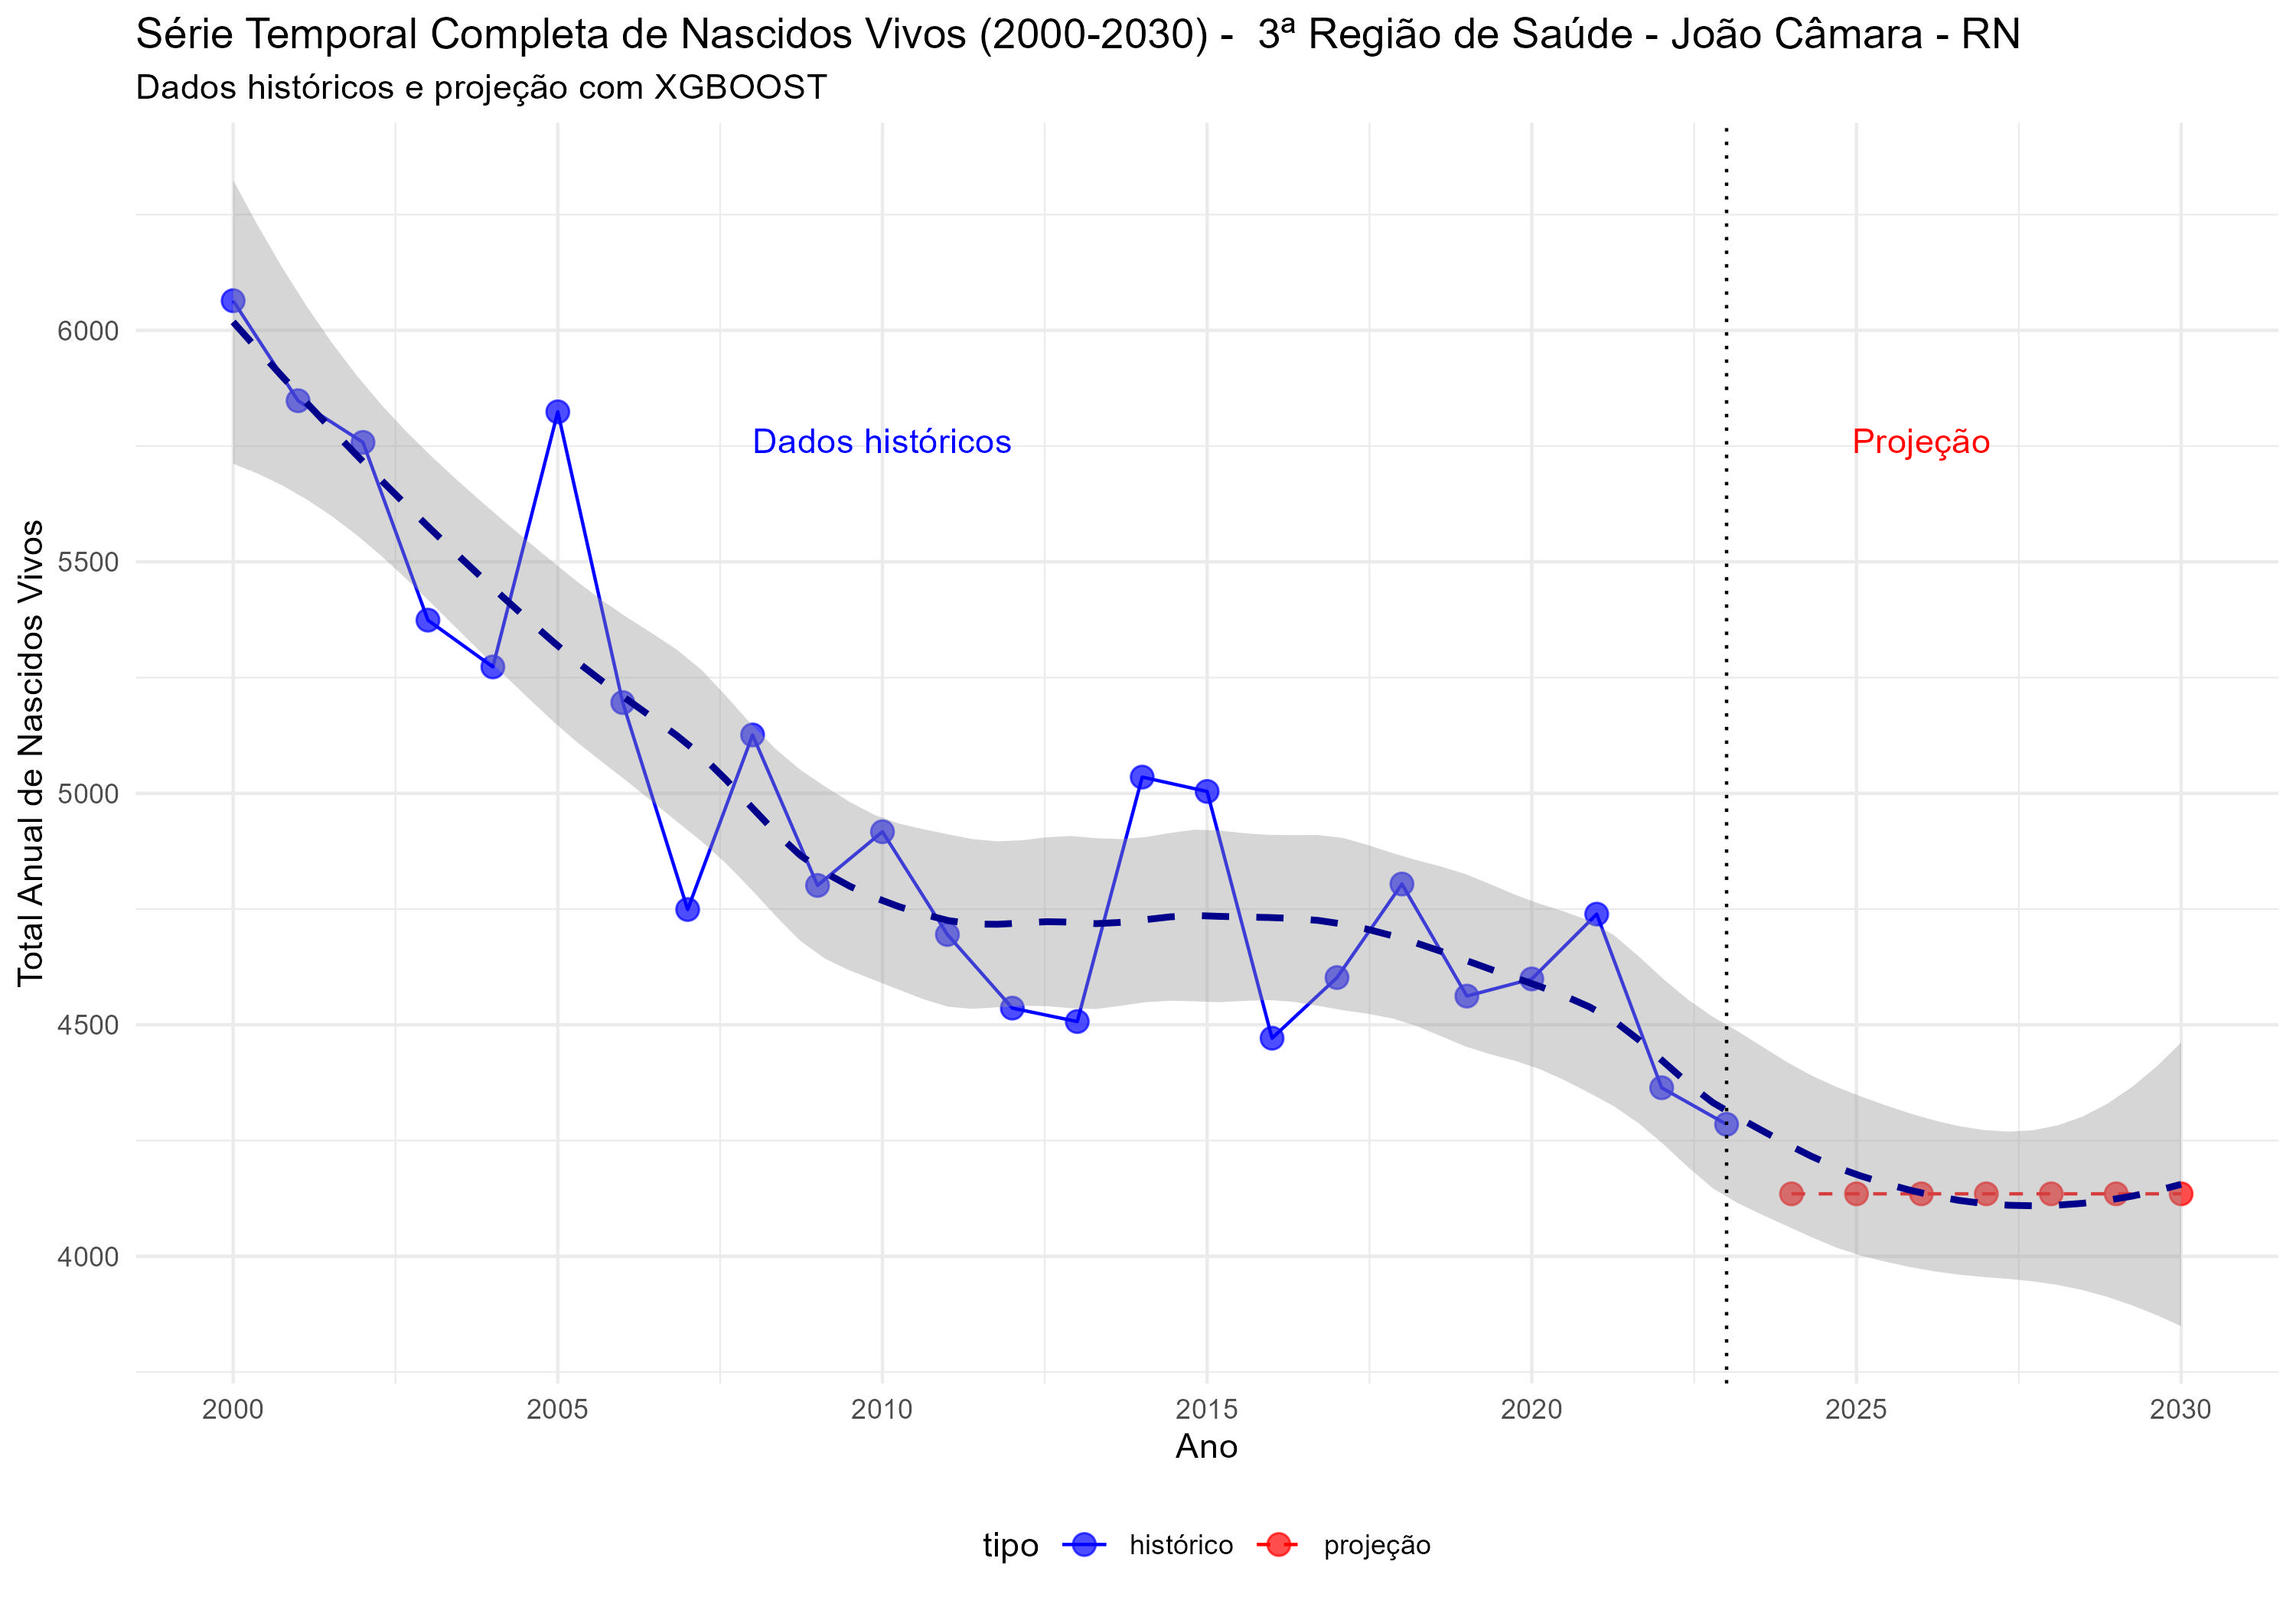 Série Temporal Completa de Nascidos Vivos (2000-2030) -  3ª Região de Saúde - João Câmara - RN
Dados históricos e projeção com XGBOOST
Total Anual de Nascidos Vivos
6000
5500
5000
4500
4000
Dados históricos
Projeção
2000 2005 2010 2015 2020 2025 2030
Ano
tipo histórico projeção